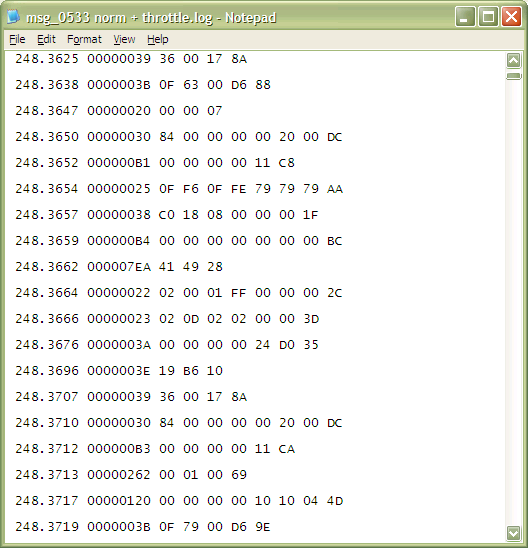 msg_0533 norm + throttle.log - Notepad
File Edit Format View Help
248.3625 00000039 36 00 17 8A
248.3638 0000003B 0F 63 00 D6 88
248.3647 00000020 00 00 07
248.3650 00000030 84 00 00 00 00 20 00 DC
248.3652 000000B1 00 00 00 00 11 C8
248.3654 00000025 0F F6 0F FE 79 79 79 AA
248.3657 00000038 C0 18 08 00 00 00 1F
248.3659 000000B4 00 00 00 00 00 00 00 BC
248.3662 000007EA 41 49 28
248.3664 00000022 02 00 01 FF 00 00 00 2C
248.3666 00000023 02 0D 02 02 00 00 3D
248.3676 0000003A 00 00 00 00 24 D0 35
248.3696 0000003E 19 B6 10
248.3707 00000039 36 00 17 8A
248.3710 00000030 84 00 00 00 00 20 00 DC
248.3712 000000B3 00 00 00 00 11 CA
248.3713 00000262 00 01 00 69
248.3717 00000120 00 00 00 00 10 10 04 4D
248.3719 0000003B 0F 79 00 D6 9E